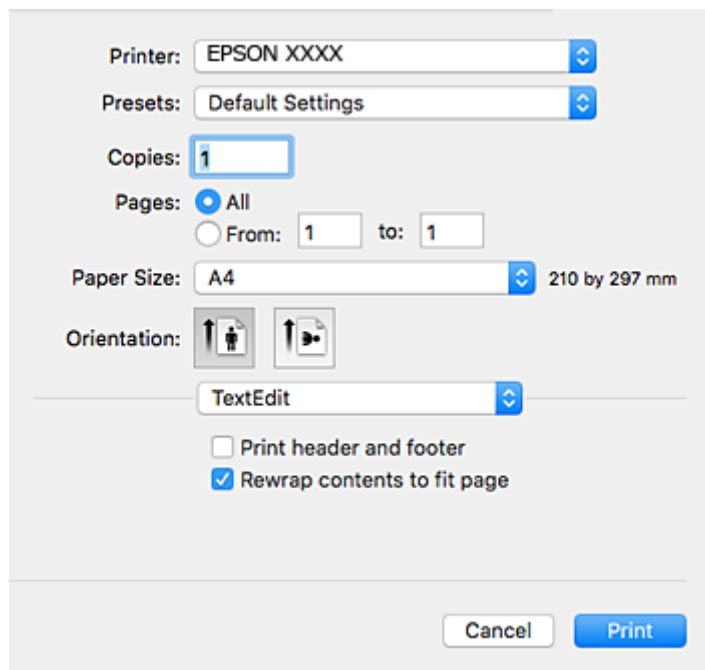 Printer: EPSON XXXX
Presets: Default Settings
Copies: 1
Pages: All
From: 1 to: 1
Paper Size: A4 210 by 297 mm
Orientation:
TextEdit
Print header and footer
Rewrap contents to fit page
Cancel Print